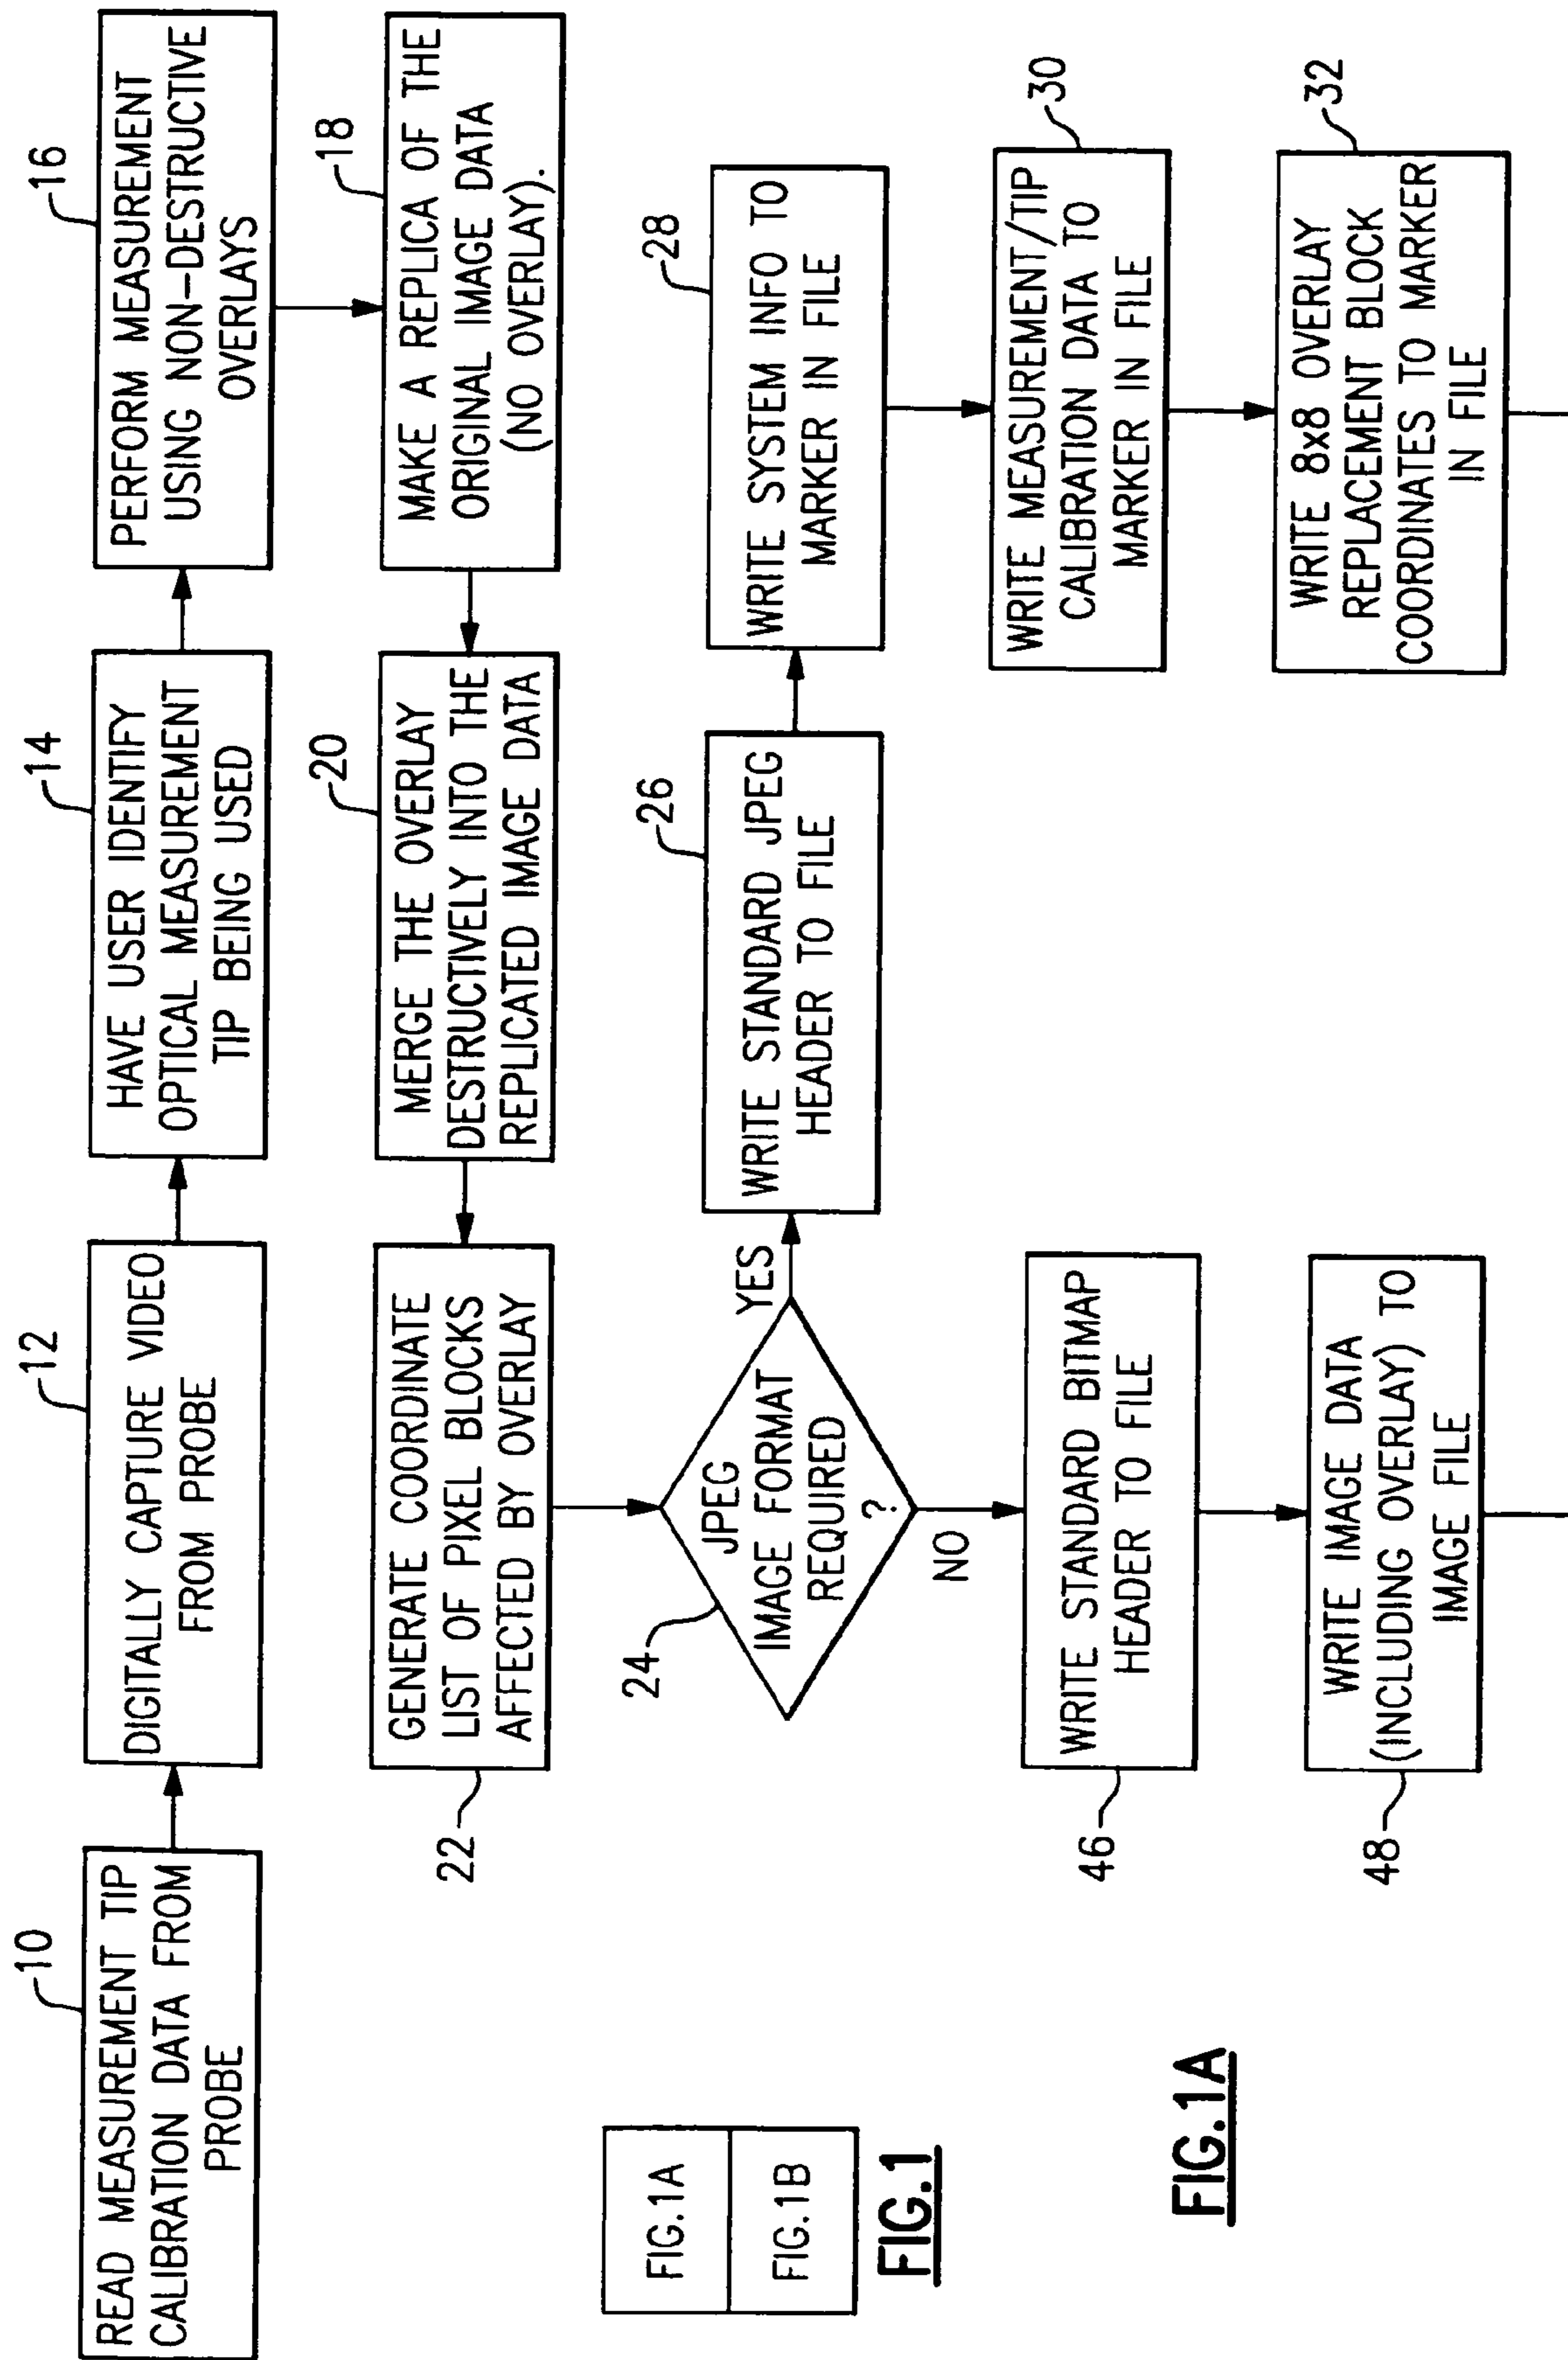 10
READ MEASUREMENT TIP
CALIBRATION DATA FROM
PROBE
12
DIGITALLY CAPTURE VIDEO
FROM PROBE
14
HAVE USER IDENTIFY
OPTICAL MEASUREMENT
TIP BEING USED
16
PERFORM MEASUREMENT
USING NON-DESTRUCTIVE
OVERLAYS
18
MAKE A REPLICA OF THE
ORIGINAL IMAGE DATA
(NO OVERLAY).
20
MERGE THE OVERLAY
DESTRUCTIVELY INTO THE
REPLICATED IMAGE DATA
22
GENERATE COORDINATE
LIST OF PIXEL BLOCKS
AFFECTED BY OVERLAY
24
JPEG
IMAGE FORMAT
REQUIRED
?
YES
NO
26
WRITE STANDARD JPEG
HEADER TO FILE
28
WRITE SYSTEM INFO TO
MARKER IN FILE
30
WRITE MEASUREMENT/TIP
CALIBRATION DATA TO
MARKER IN FILE
32
WRITE 8x8 OVERLAY
REPLACEMENT BLOCK
COORDINATES TO MARKER
IN FILE
46
WRITE STANDARD BITMAP
HEADER TO FILE
48
WRITE IMAGE DATA
(INCLUDING OVERLAY) TO
IMAGE FILE
FIG.1A
FIG.1B
FIG.1
FIG.1A